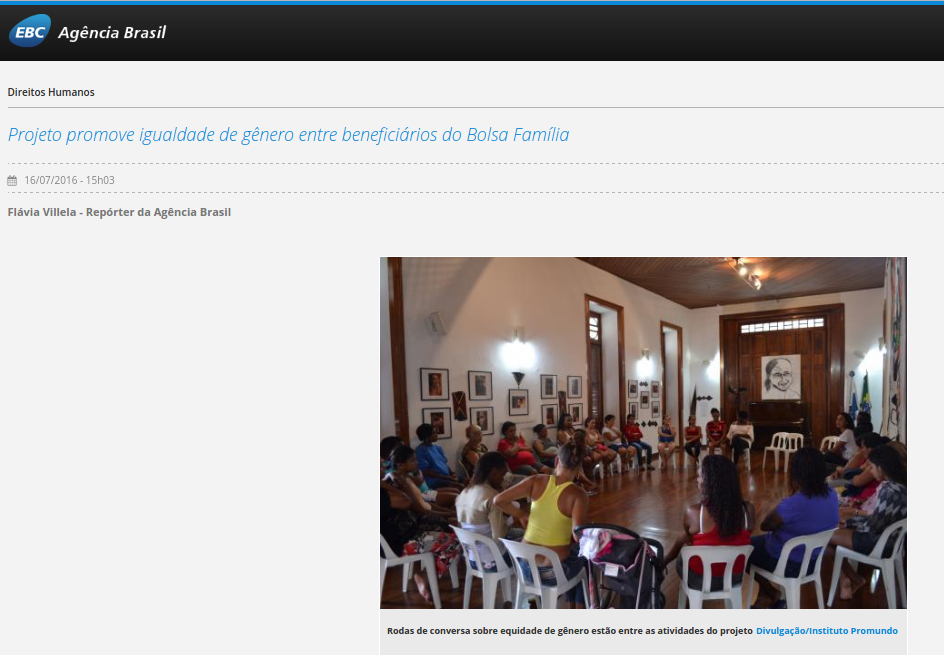 EBC Agência Brasil
Direitos Humanos
Projeto promove igualdade de gênero entre beneficiários do Bolsa Família
16/07/2016 - 15h03
Flávia Villela - Repórter da Agência Brasil
Rodas de conversa sobre equidade de gênero estão entre as atividades do projeto Divulgação/Instituto Promundo